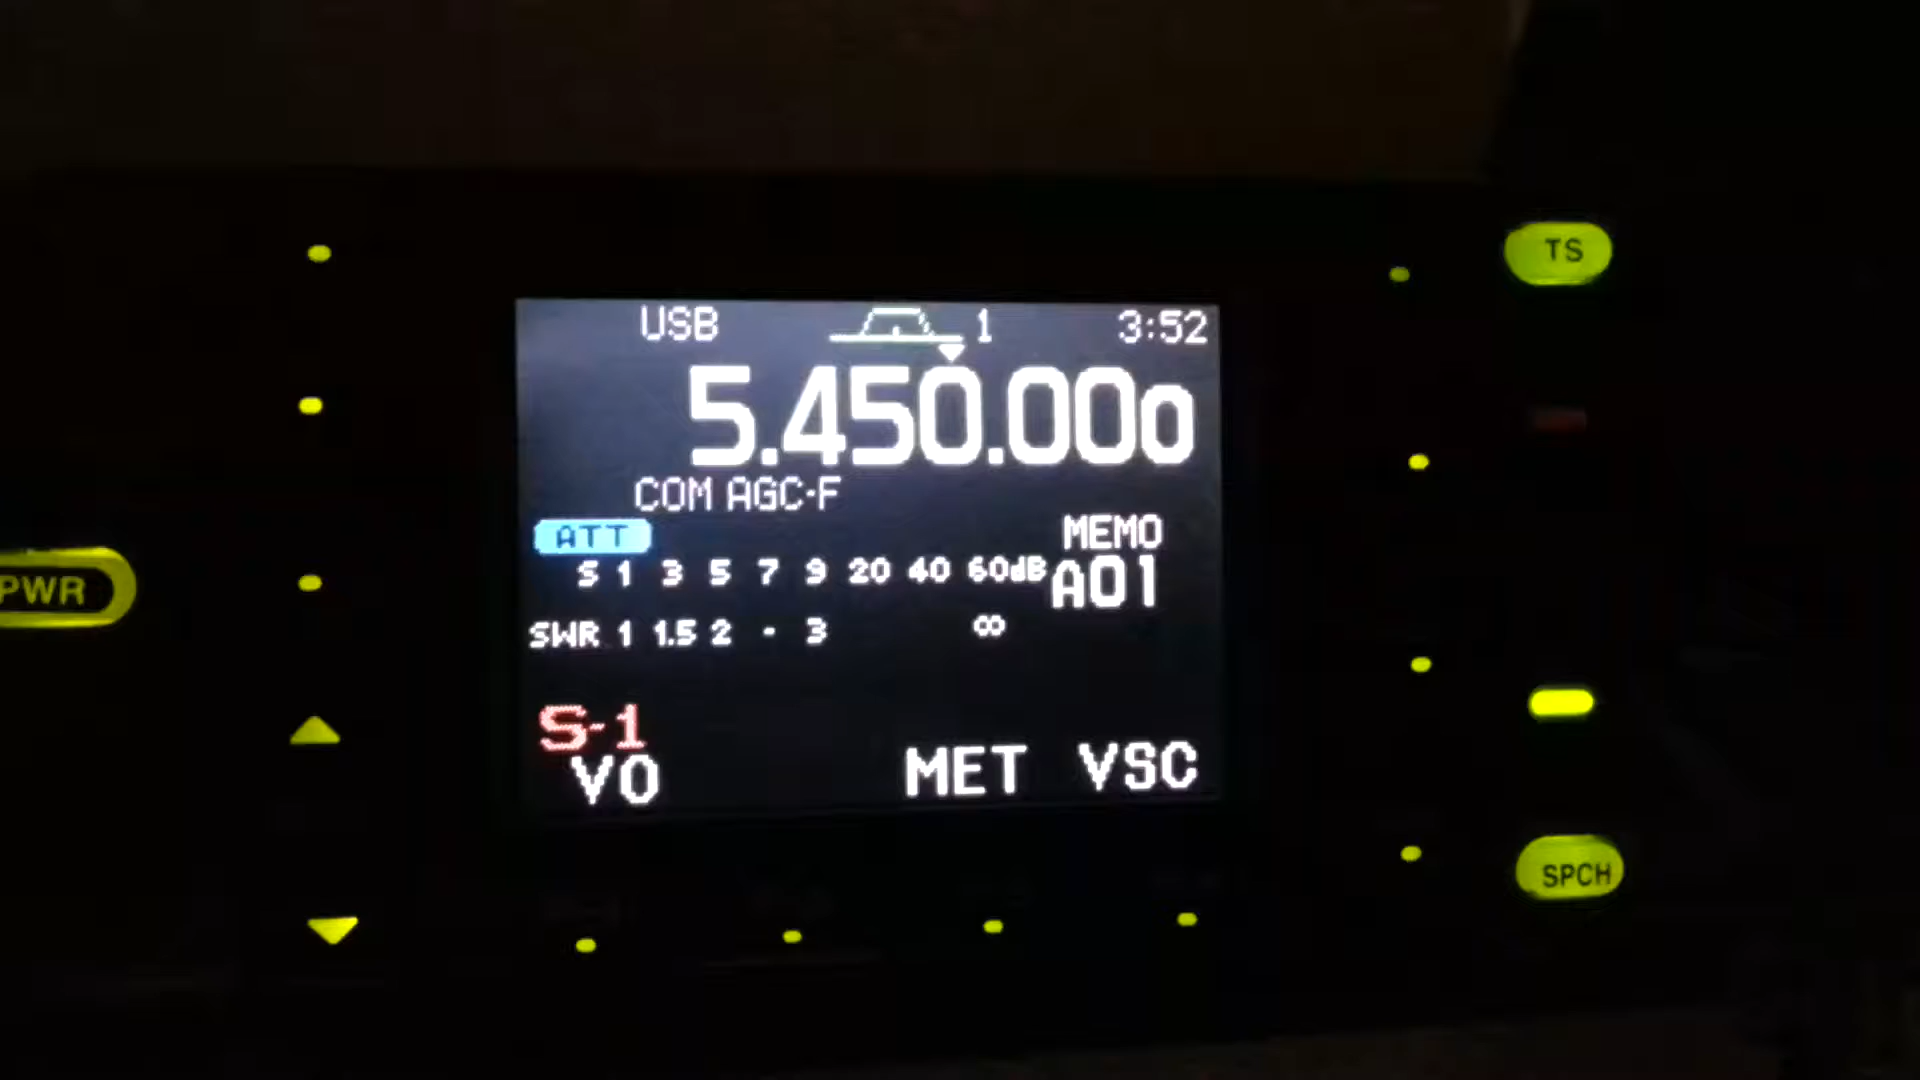 USB 1 3:52
TS
5.450.000
COM AGC-F
ATT MEMO
S 1 3 5 7 9 20 40 60dB A01
PWR
SWR 1 1.5 2 - 3 ∞
S-1
VO MET VSC
SPCH